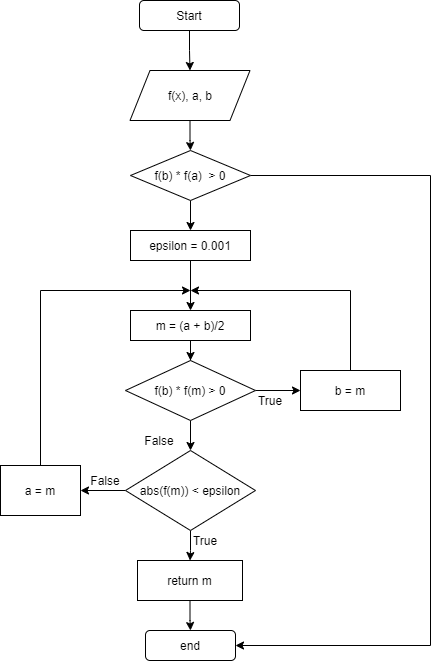 Start
f(x), a, b
f(b) * f(a)  > 0
epsilon = 0.001
m = (a + b)/2
f(b) * f(m) > 0
True
b = m
False
abs(f(m)) < epsilon
False
a = m
True
return m
end